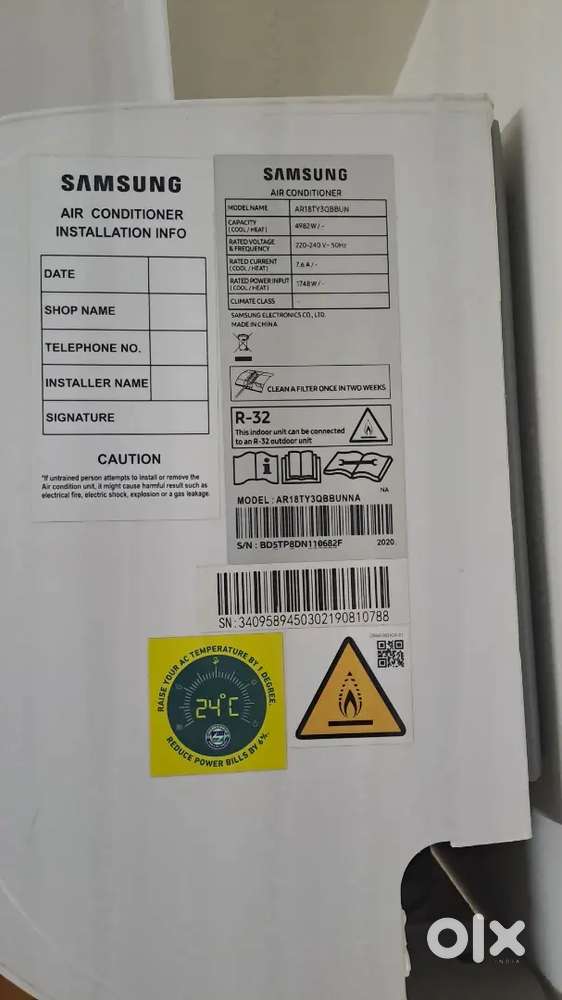 SAMSUNG
AIR CONDITIONER
INSTALLATION INFO
DATE
SHOP NAME
TELEPHONE NO.
INSTALLER NAME
SIGNATURE
CAUTION
"If untrained person attempts to install or remove the
Air condition unit, it might cause harmful result such as
electrical fire, electric shock, explosion or a gas leakage.
SAMSUNG
AIR CONDITIONER
MODEL NAME AR18TY3QBBUN
CAPACITY
(COOL / HEAT) 4982W / -
RATED VOLTAGE
& FREQUENCY 220-240 V~ 50Hz
RATED CURRENT
(COOL / HEAT) 7.6 A / -
RATED POWER INPUT
(COOL / HEAT) 1748W / -
CLIMATE CLASS -
SAMSUNG ELECTRONICS CO., LTD.
MADE IN CHINA
CLEAN A FILTER ONCE IN TWO WEEKS
R-32
This indoor unit can be connected
to an R-32 outdoor unit
NA
MODEL : AR18TY3QBBUNNA
S/N : BD5TP8DN110682F 2020.
SN:3409589450302190810788
RAISE YOUR AC TEMPERATURE BY 1 DEGREE.
24°C
REDUCE POWER BILLS BY 6%.
olx
INDIA